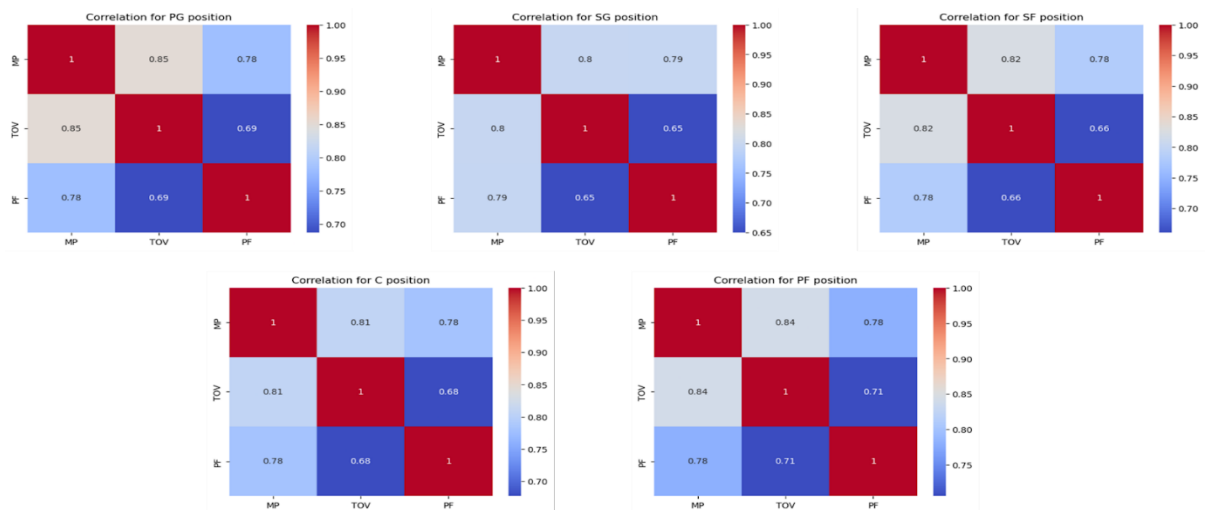 Correlation for PG position
MP 1 0.85 0.78
TOV 0.85 1 0.69
PF 0.78 0.69 1
MP TOV PF
1.00
0.95
0.90
0.85
0.80
0.75
0.70
Correlation for SG position
MP 1 0.8 0.79
TOV 0.8 1 0.65
PF 0.79 0.65 1
MP TOV PF
1.00
0.95
0.90
0.85
0.80
0.75
0.70
0.65
Correlation for SF position
MP 1 0.82 0.78
TOV 0.82 1 0.66
PF 0.78 0.66 1
MP TOV PF
1.00
0.95
0.90
0.85
0.80
0.75
0.70
Correlation for C position
MP 1 0.81 0.78
TOV 0.81 1 0.68
PF 0.78 0.68 1
MP TOV PF
1.00
0.95
0.90
0.85
0.80
0.75
0.70
Correlation for PF position
MP 1 0.84 0.78
TOV 0.84 1 0.71
PF 0.78 0.71 1
MP TOV PF
1.00
0.95
0.90
0.85
0.80
0.75